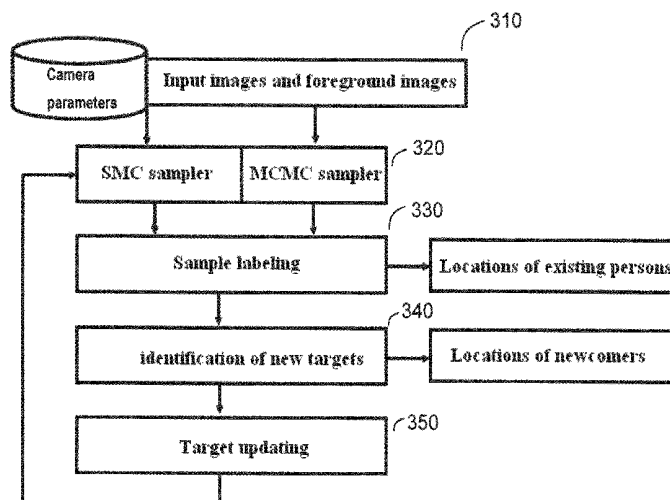 310
Camera
parameters
Input images and foreground images
320
SMC sampler
MCMC sampler
330
Sample labeling
Locations of existing persons
340
identification of new targets
Locations of newcomers
350
Target updating